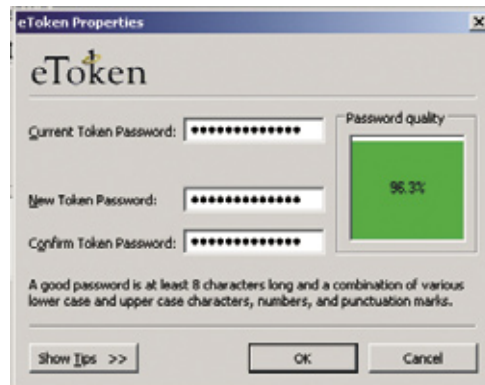 eToken Properties
eToken
Current Token Password: •••••••••••••
Password quality
96.3%
New Token Password: •••••••••••••
Confirm Token Password: •••••••••••••
A good password is at least 8 characters long and a combination of various
lower case and upper case characters, numbers, and punctuation marks.
Show Tips >> OK Cancel